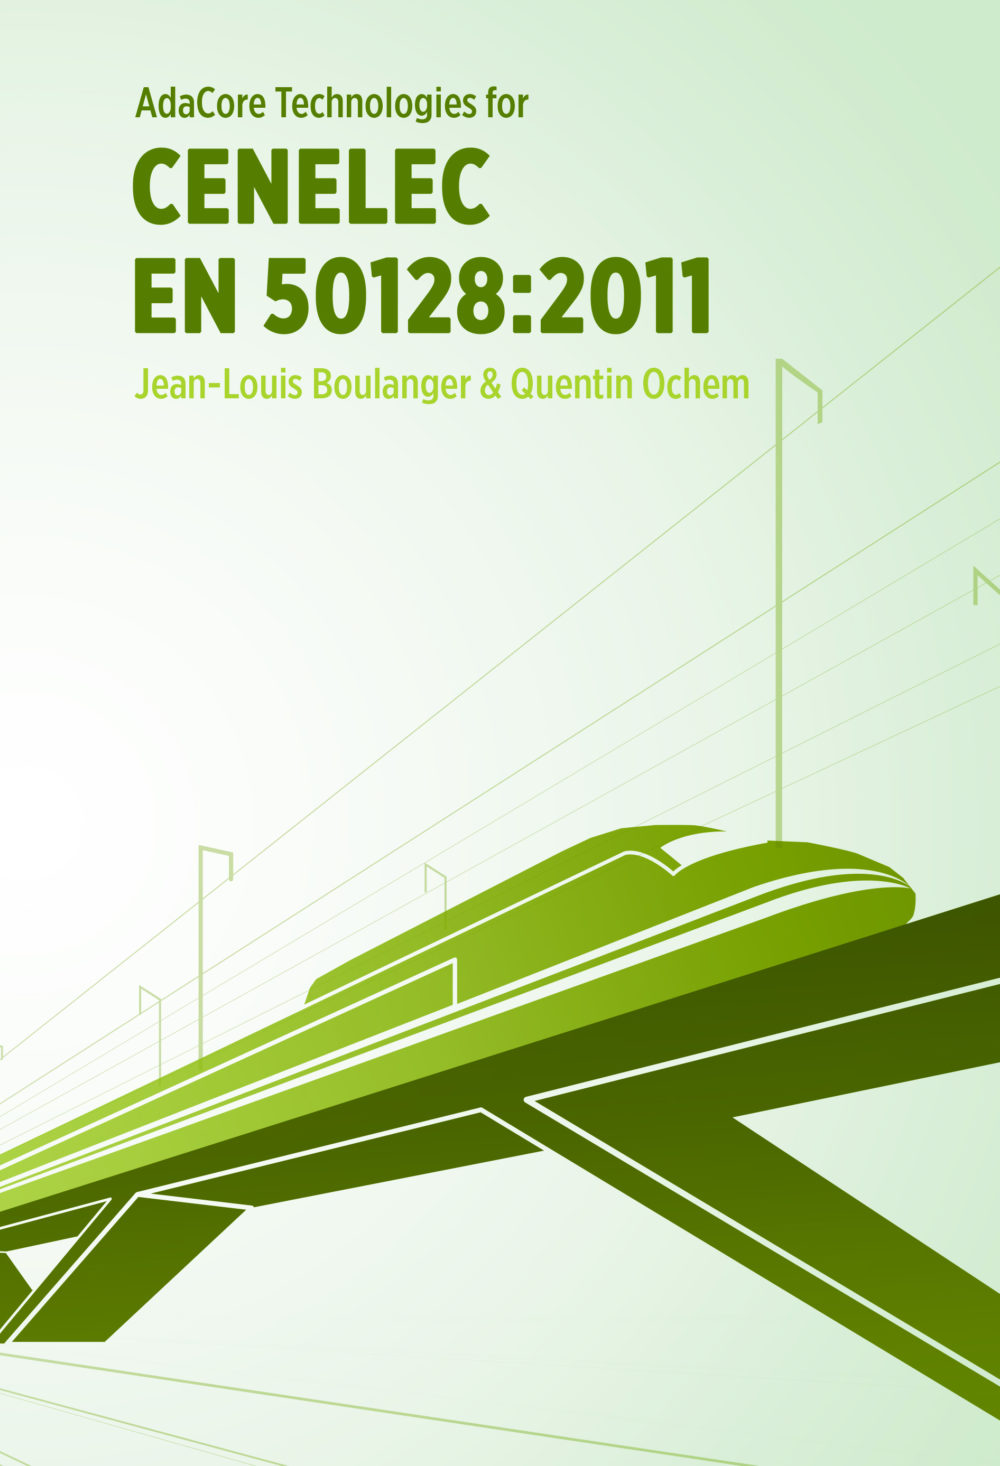 AdaCore Technologies for
CENELEC
EN 50128:2011
Jean-Louis Boulanger & Quentin Ochem